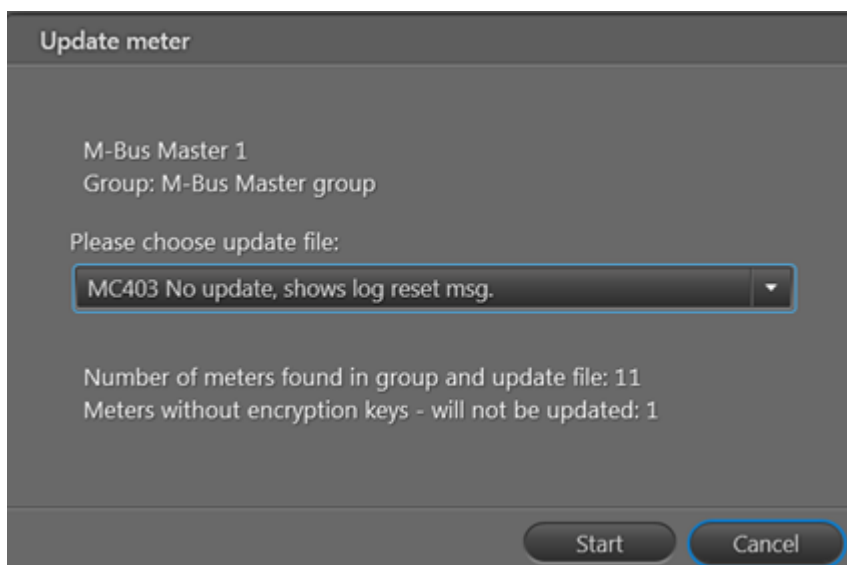 Update meter
M-Bus Master 1
Group: M-Bus Master group
Please choose update file:
MC403 No update, shows log reset msg.
Number of meters found in group and update file: 11
Meters without encryption keys - will not be updated: 1
Start
Cancel